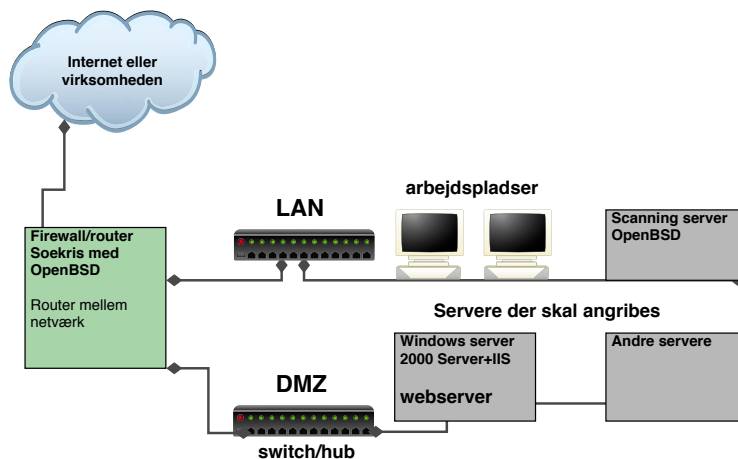 Internet eller
virksomheden
arbejdspladser
LAN
Firewall/router
Soekris med
OpenBSD
Router mellem
netværk
Scanning server
OpenBSD
Servere der skal angribes
Windows server
2000 Server+IIS
webserver
Andre servere
DMZ
switch/hub